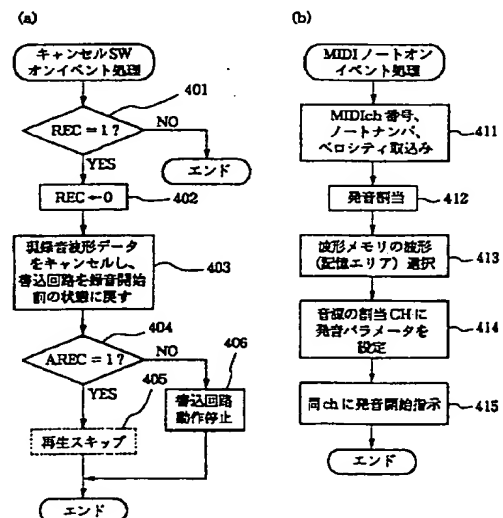 (a)
キャンセルSW
オンイベント処理
401
REC=1?
NO
エンド
YES
REC←0
402
現録音波形データ
をキャンセルし、
書込回路を録音開始
前の状態に戻す
403
404
AREC=1?
NO
406
YES
405
書込回路
動作停止
再生スキップ
エンド
(b)
MIDIノートオン
イベント処理
MIDIch番号、
ノートナンバ、
ベロシティ取込み
411
発音割当
412
波形メモリの波形
(記憶エリア)選択
413
音源の割当CHに
発音パラメータを
設定
414
同chに発音開始指示
415
エンド